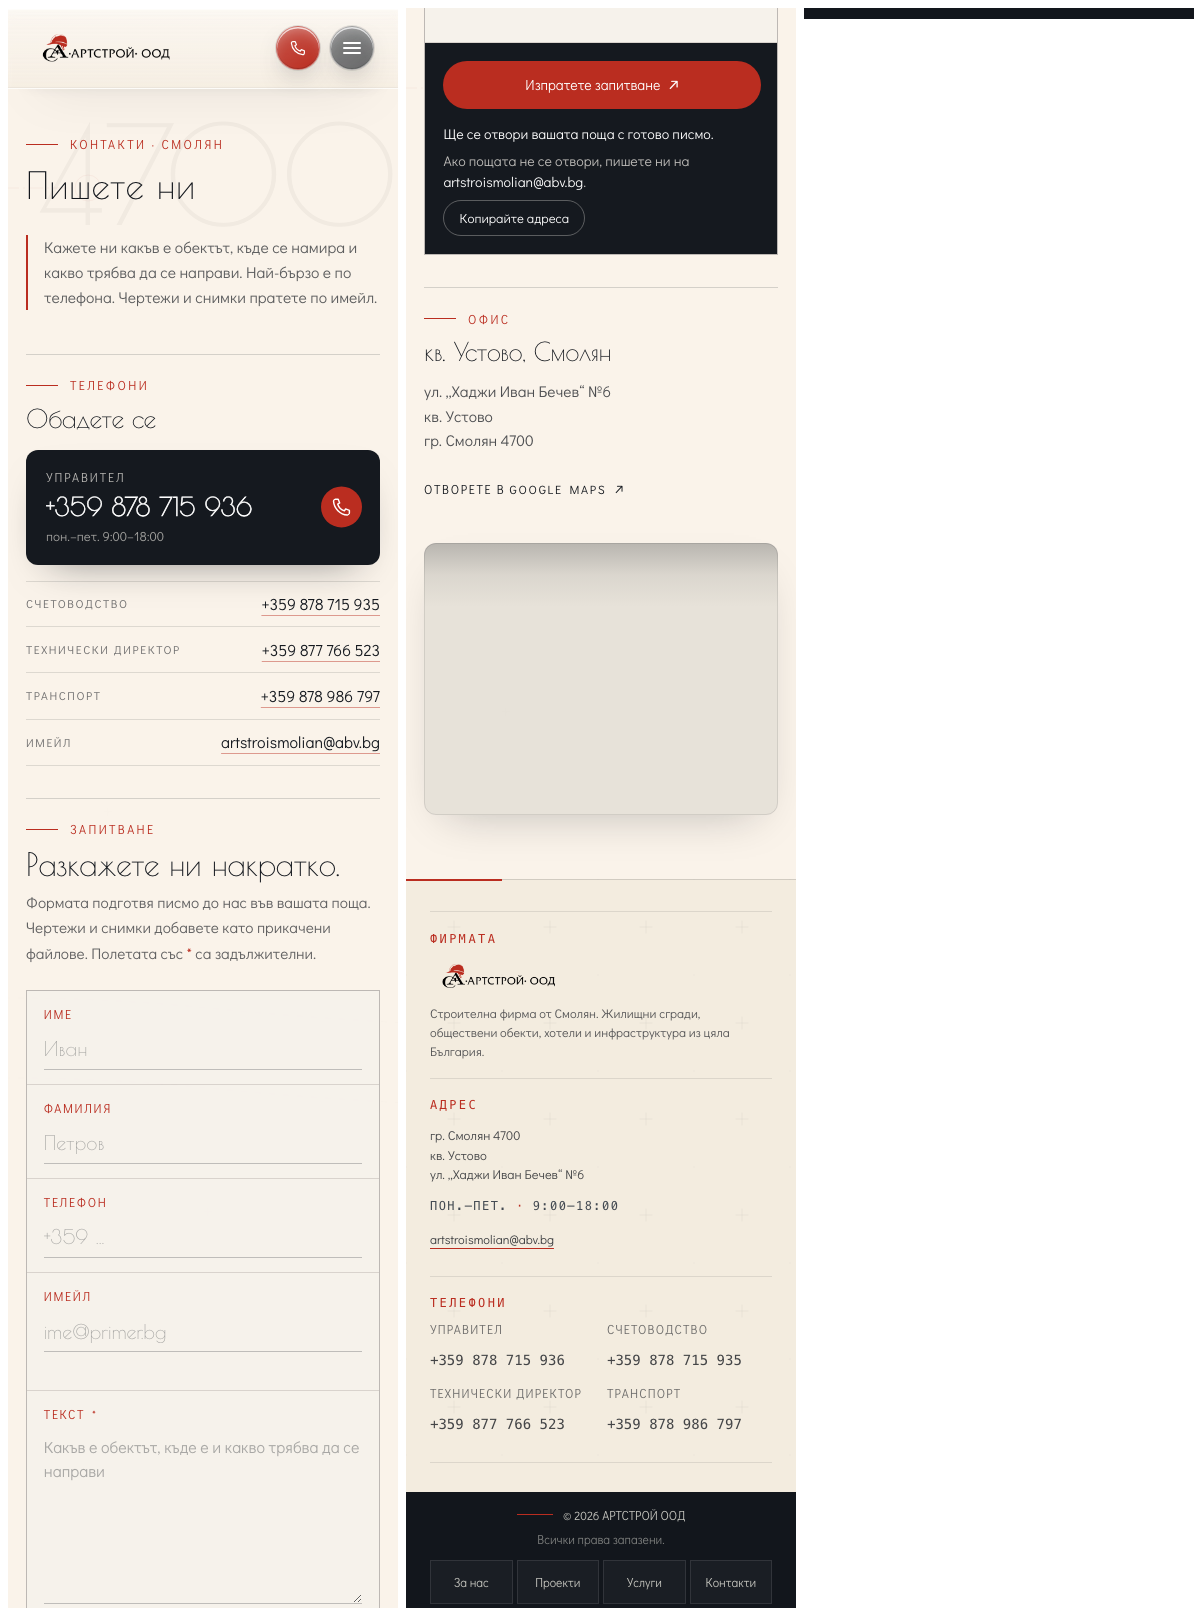 АРТСТРОЙ· ООД
4700
КОНТАКТИ · СМОЛЯН
Пишете ни
Кажете ни какъв е обектът, къде се намира и
какво трябва да се направи. Най-бързо е по
телефона. Чертежи и снимки пратете по имейл.
ТЕЛЕФОНИ
Обадете се
УПРАВИТЕЛ
+359 878 715 936
пон.–пет. 9:00–18:00
СЧЕТОВОДСТВО
+359 878 715 935
ТЕХНИЧЕСКИ ДИРЕКТОР
+359 877 766 523
ТРАНСПОРТ
+359 878 986 797
ИМЕЙЛ
artstroismolian@abv.bg
ЗАПИТВАНЕ
Разкажете ни накратко.
Формата подготвя писмо до нас във вашата поща.
Чертежи и снимки добавете като прикачени
файлове. Полетата със * са задължителни.
ИМЕ
Иван
ФАМИЛИЯ
Петров
ТЕЛЕФОН
+359 ...
ИМЕЙЛ
ime@primer.bg
ТЕКСТ *
Какъв е обектът, къде е и какво трябва да се
направи
Изпратете запитване ↗
Ще се отвори вашата поща с готово писмо.
Ако пощата не се отвори, пишете ни на
artstroismolian@abv.bg.
Копирайте адреса
ОФИС
кв. Устово, Смолян
ул. „Хаджи Иван Бечев“ №6
кв. Устово
гр. Смолян 4700
ОТВОРЕТЕ В GOOGLE MAPS ↗
ФИРМАТА
АРТСТРОЙ· ООД
Строителна фирма от Смолян. Жилищни сгради,
обществени обекти, хотели и инфраструктура из цяла
България.
АДРЕС
гр. Смолян 4700
кв. Устово
ул. „Хаджи Иван Бечев“ №6
ПОН.–ПЕТ. · 9:00–18:00
artstroismolian@abv.bg
ТЕЛЕФОНИ
УПРАВИТЕЛ
+359 878 715 936
СЧЕТОВОДСТВО
+359 878 715 935
ТЕХНИЧЕСКИ ДИРЕКТОР
+359 877 766 523
ТРАНСПОРТ
+359 878 986 797
© 2026 АРТСТРОЙ ООД
Всички права запазени.
За нас
Проекти
Услуги
Контакти